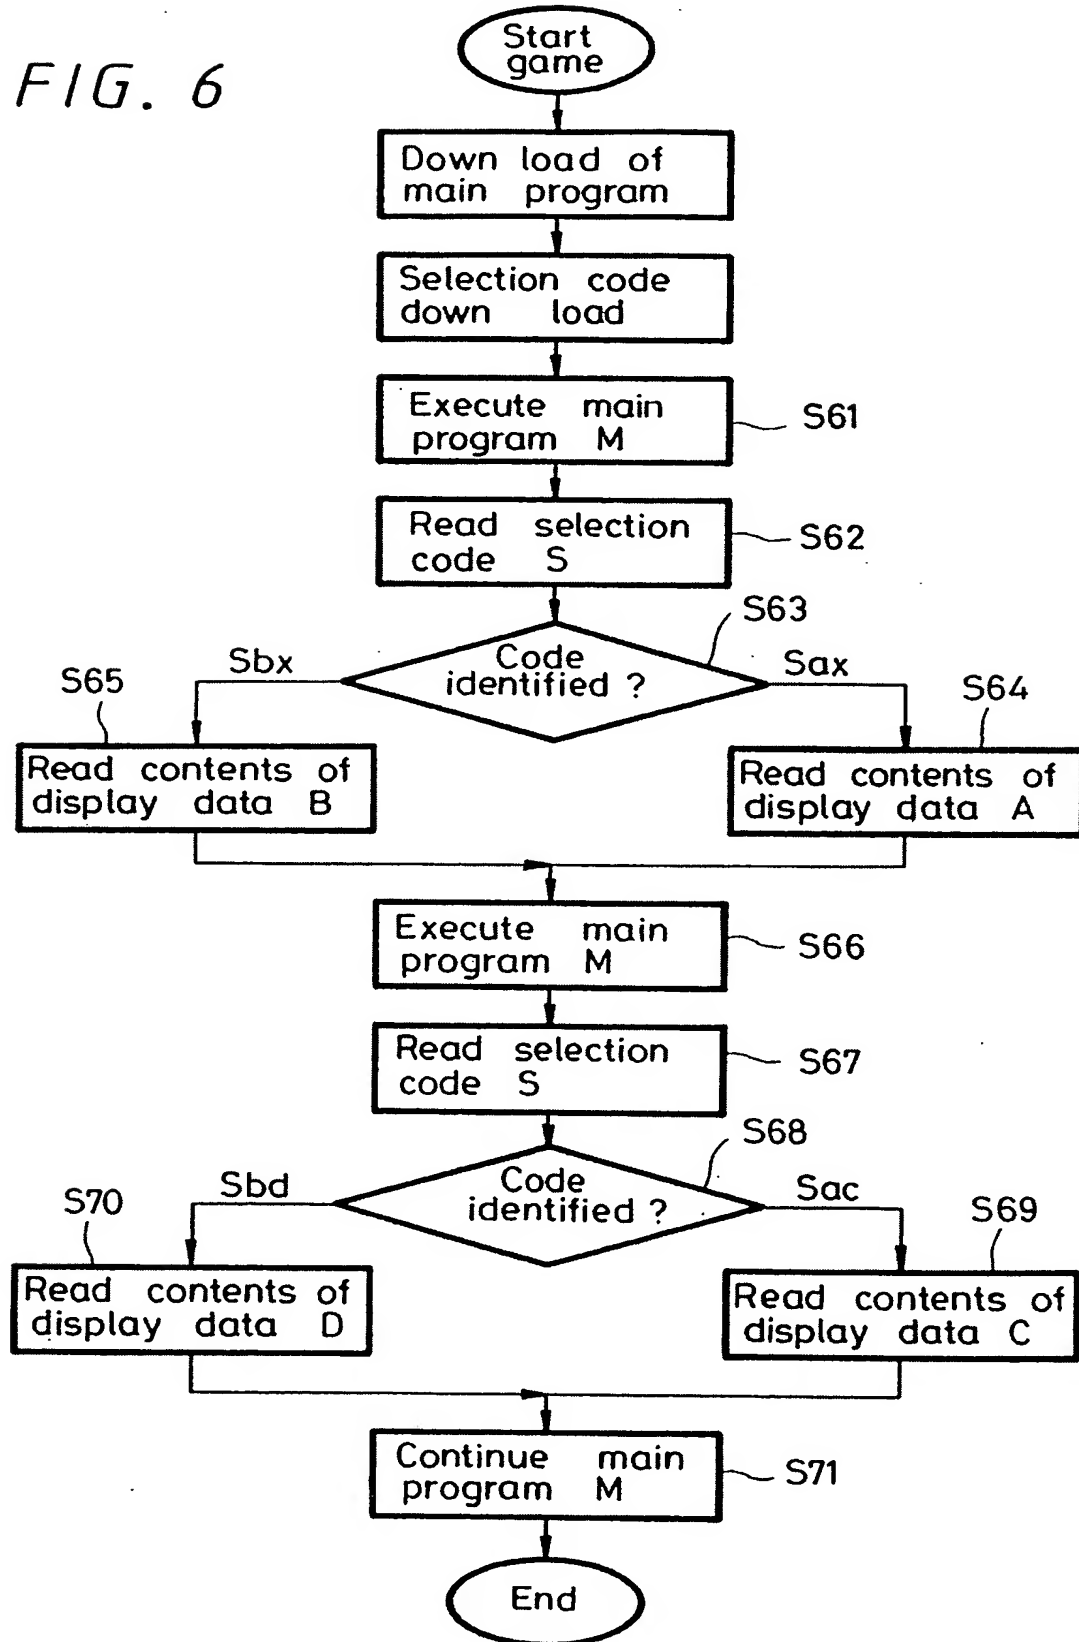 FIG. 6
Start
game
Down load of
main program
Selection code
down load
Execute main
program M
S61
Read selection
code S
S62
S63
Code
identified ?
Sbx
Sax
S65
S64
Read contents of
display data B
Read contents of
display data A
Execute main
program M
S66
Read selection
code S
S67
S68
Code
identified ?
Sbd
Sac
S70
S69
Read contents of
display data D
Read contents of
display data C
Continue main
program M
S71
End